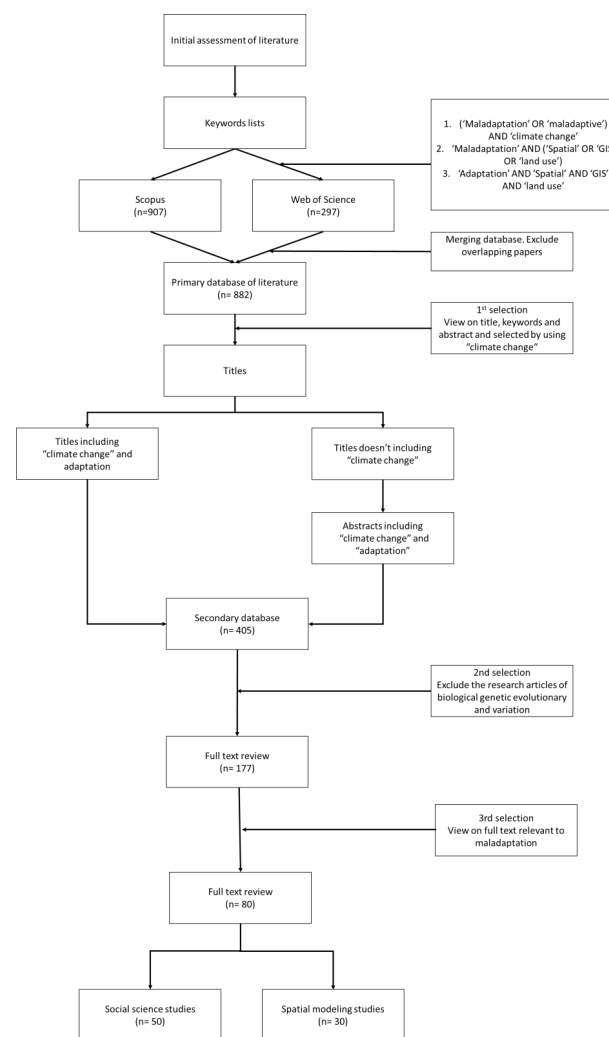 Initial assessment of literature
Keywords lists
1. ('Maladaptation' OR 'maladaptive')
AND 'climate change'
2. 'Maladaptation' AND ('Spatial' OR 'GIS'
OR 'land use')
3. 'Adaptation' AND 'Spatial' AND 'GIS'
AND 'land use'
Scopus
(n=907)
Web of Science
(n=297)
Merging database. Exclude
overlapping papers
Primary database of literature
(n= 882)
1st selection
View on title, keywords and
abstract and selected by using
"climate change"
Titles
Titles including
"climate change" and
adaptation
Titles doesn't including
"climate change"
Abstracts including
"climate change" and
"adaptation"
Secondary database
(n= 405)
2nd selection
Exclude the research articles of
biological genetic evolutionary
and variation
Full text review
(n= 177)
3rd selection
View on full text relevant to
maladaptation
Full text review
(n= 80)
Social science studies
(n= 50)
Spatial modeling studies
(n= 30)